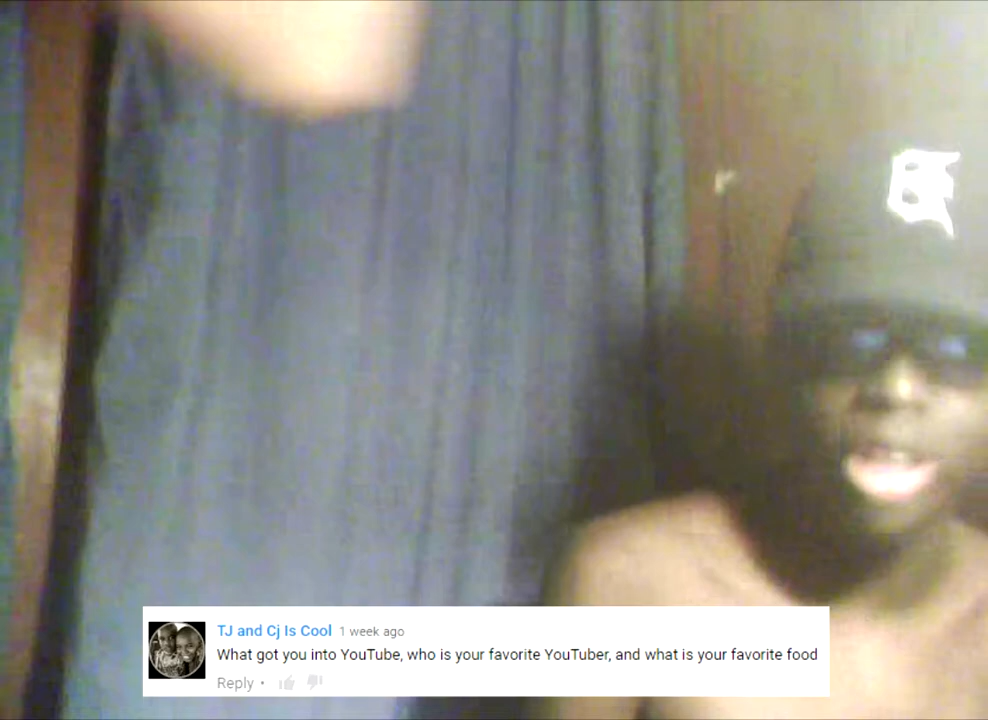 TJ and Cj Is Cool 1 week ago
What got you into YouTube, who is your favorite YouTuber, and what is your favorite food
Reply •